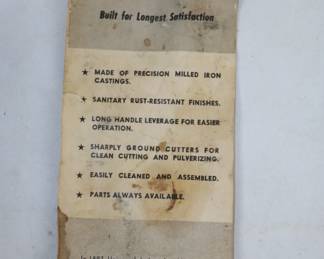 Built for Longest Satisfaction
★ MADE OF PRECISION MILLED IRON
CASTINGS.
★ SANITARY RUST-RESISTANT FINISHES.
★ LONG HANDLE LEVERAGE FOR EASIER
OPERATION.
★ SHARPLY GROUND CUTTERS FOR
CLEAN CUTTING AND PULVERIZING.
★ EASILY CLEANED AND ASSEMBLED.
★ PARTS ALWAYS AVAILABLE.
In